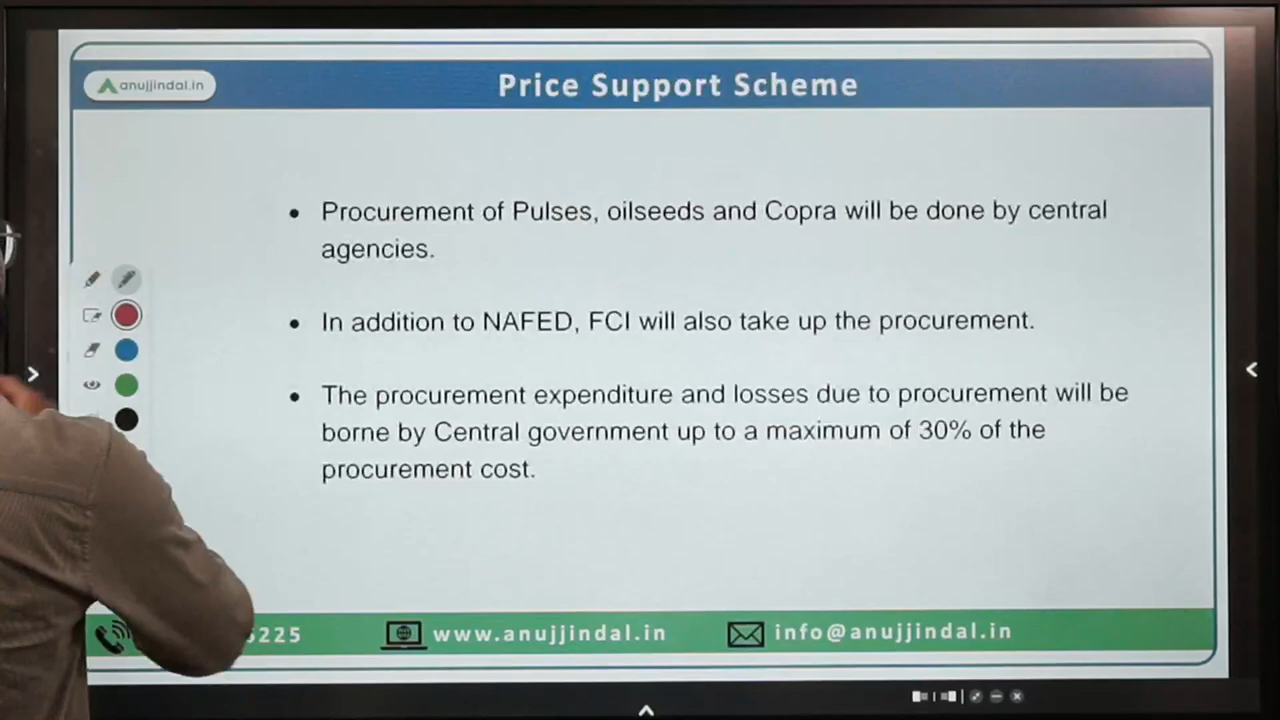 anujjindal.in
Price Support Scheme
Procurement of Pulses, oilseeds and Copra will be done by central
agencies.
In addition to NAFED, FCI will also take up the procurement.
The procurement expenditure and losses due to procurement will be
borne by Central government up to a maximum of 30% of the
procurement cost.
5225
www.anujjindal.in
info@anujjindal.in